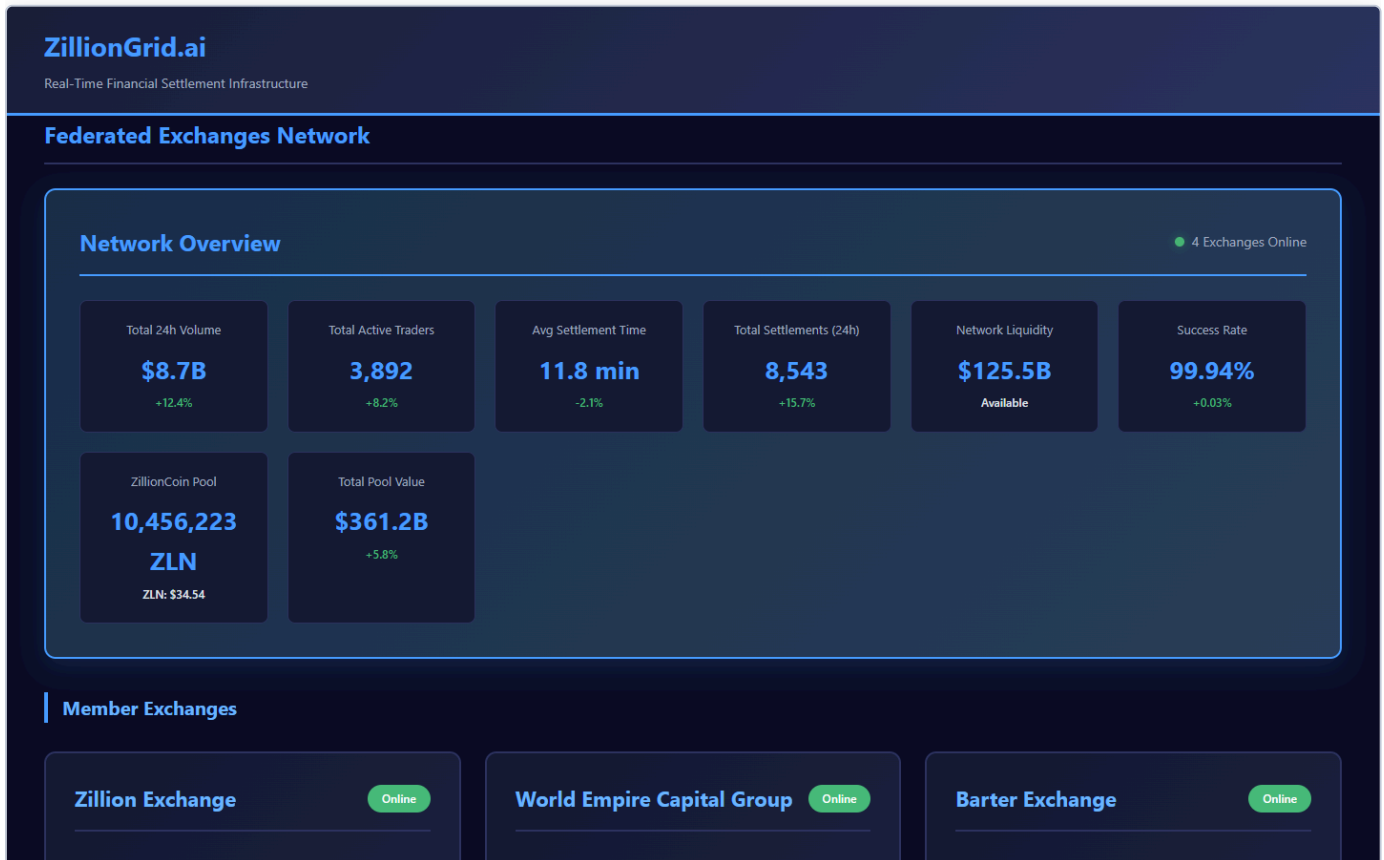 ZillionGrid.ai
Real-Time Financial Settlement Infrastructure
Federated Exchanges Network
Network Overview
4 Exchanges Online
Total 24h Volume
$8.7B
+12.4%
Total Active Traders
3,892
+8.2%
Avg Settlement Time
11.8 min
-2.1%
Total Settlements (24h)
8,543
+15.7%
Network Liquidity
$125.5B
Available
Success Rate
99.94%
+0.03%
ZillionCoin Pool
10,456,223
ZLN
ZLN: $34.54
Total Pool Value
$361.2B
+5.8%
Member Exchanges
Zillion Exchange
Online
World Empire Capital Group
Online
Barter Exchange
Online